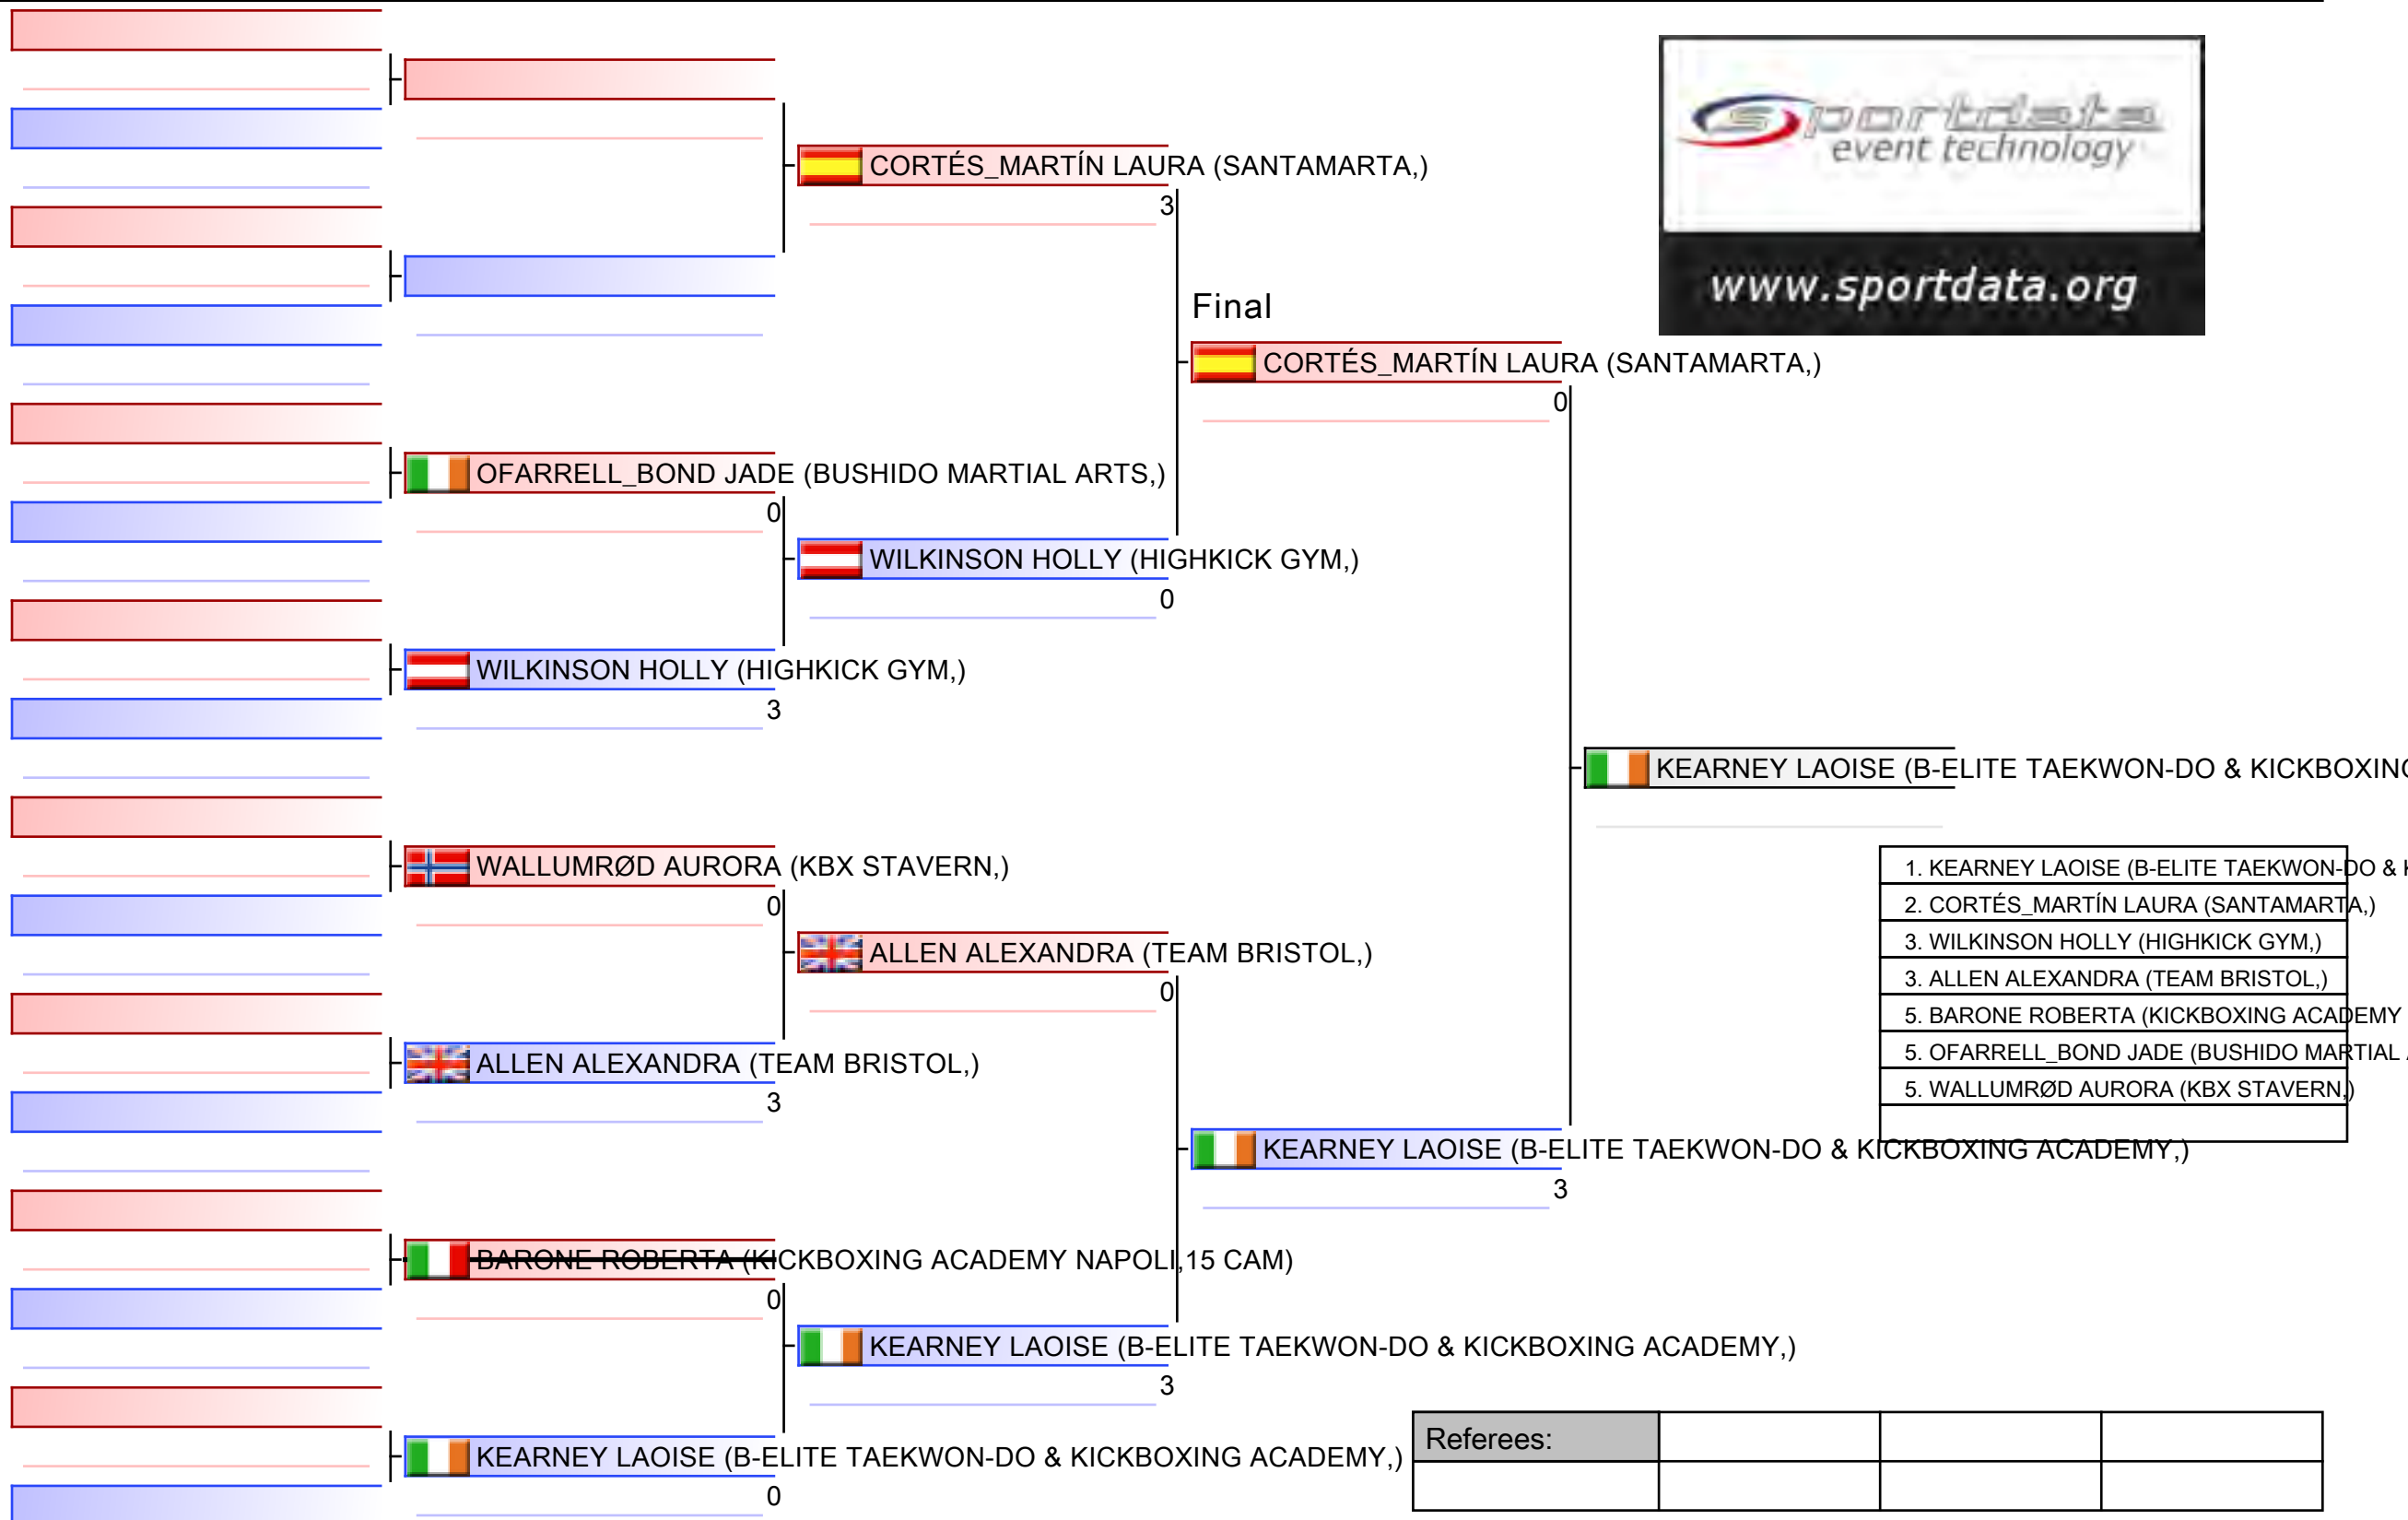 sportdata
event technology
www.sportdata.org
CORTÉS_MARTÍN LAURA (SANTAMARTA,)
3
Final
CORTÉS_MARTÍN LAURA (SANTAMARTA,)
0
OFARRELL_BOND JADE (BUSHIDO MARTIAL ARTS,)
0
WILKINSON HOLLY (HIGHKICK GYM,)
0
WILKINSON HOLLY (HIGHKICK GYM,)
3
KEARNEY LAOISE (B-ELITE TAEKWON-DO & KICKBOXING
WALLUMRØD AURORA (KBX STAVERN,)
0
ALLEN ALEXANDRA (TEAM BRISTOL,)
0
ALLEN ALEXANDRA (TEAM BRISTOL,)
3
1. KEARNEY LAOISE (B-ELITE TAEKWON-DO &
2. CORTÉS_MARTÍN LAURA (SANTAMARTA,)
3. WILKINSON HOLLY (HIGHKICK GYM,)
3. ALLEN ALEXANDRA (TEAM BRISTOL,)
5. BARONE ROBERTA (KICKBOXING ACADEMY
5. OFARRELL_BOND JADE (BUSHIDO MARTIAL
5. WALLUMRØD AURORA (KBX STAVERN,)
KEARNEY LAOISE (B-ELITE TAEKWON-DO & KICKBOXING ACADEMY,)
3
BARONE ROBERTA (KICKBOXING ACADEMY NAPOLI,15 CAM)
0
KEARNEY LAOISE (B-ELITE TAEKWON-DO & KICKBOXING ACADEMY,)
3
KEARNEY LAOISE (B-ELITE TAEKWON-DO & KICKBOXING ACADEMY,)
0
Referees: